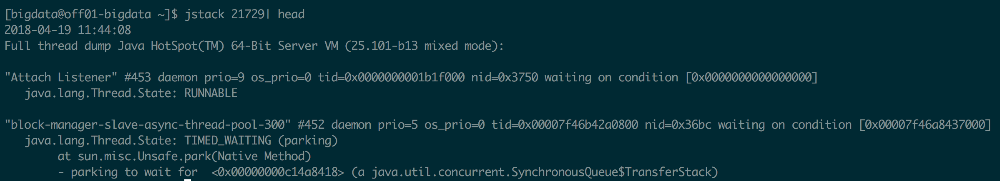 [bigdata@off01-bigdata ~]$ jstack 21729| head
2018-04-19 11:44:08
Full thread dump Java HotSpot(TM) 64-Bit Server VM (25.101-b13 mixed mode):
"Attach Listener" #453 daemon prio=9 os_prio=0 tid=0x0000000001b1f000 nid=0x3750 waiting on condition [0x0000000000000000]
java.lang.Thread.State: RUNNABLE
"block-manager-slave-async-thread-pool-300" #452 daemon prio=5 os_prio=0 tid=0x00007f46b42a0800 nid=0x36bc waiting on condition [0x00007f46a8437000]
java.lang.Thread.State: TIMED_WAITING (parking)
at sun.misc.Unsafe.park(Native Method)
- parking to wait for  <0x00000000c14a8418> (a java.util.concurrent.SynchronousQueue$TransferStack)